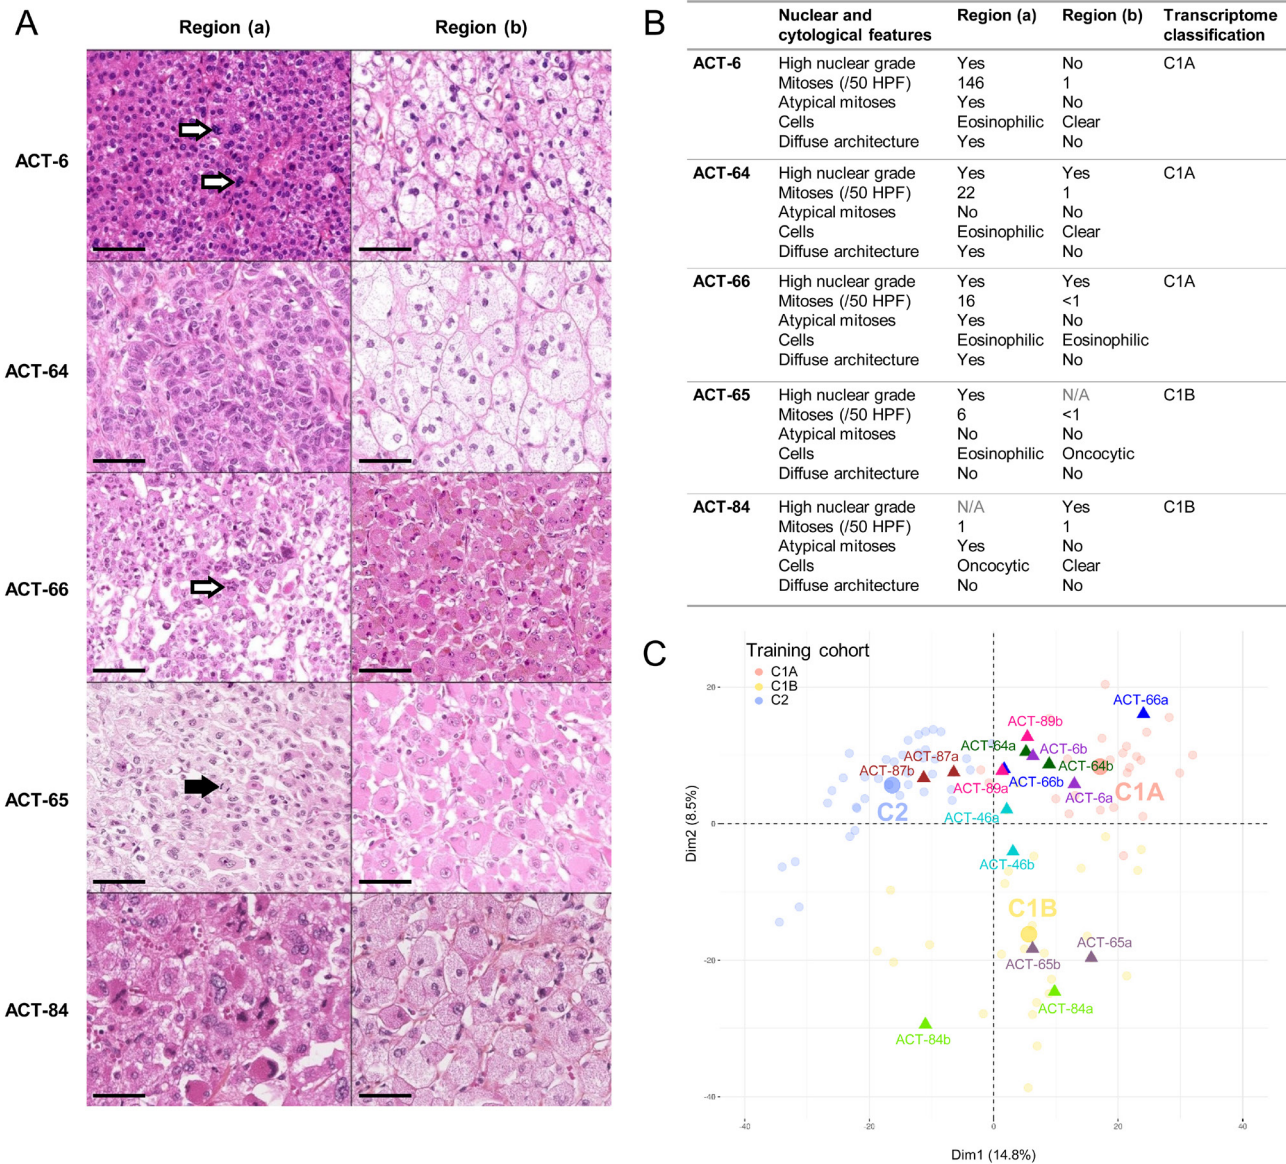 A
Region (a) Region (b)
ACT-6
ACT-64
ACT-66
ACT-65
ACT-84
B
Nuclear and cytological features Region (a) Region (b) Transcriptome classification
ACT-6 High nuclear grade Yes No C1A
Mitoses (/50 HPF) 146 1
Atypical mitoses Yes No
Cells Eosinophilic Clear
Diffuse architecture Yes No
ACT-64 High nuclear grade Yes Yes C1A
Mitoses (/50 HPF) 22 1
Atypical mitoses No No
Cells Eosinophilic Clear
Diffuse architecture Yes No
ACT-66 High nuclear grade Yes Yes C1A
Mitoses (/50 HPF) 16 <1
Atypical mitoses Yes No
Cells Eosinophilic Eosinophilic
Diffuse architecture Yes No
ACT-65 High nuclear grade Yes N/A C1B
Mitoses (/50 HPF) 6 <1
Atypical mitoses No No
Cells Eosinophilic Oncocytic
Diffuse architecture No No
ACT-84 High nuclear grade N/A Yes C1B
Mitoses (/50 HPF) 1 1
Atypical mitoses Yes No
Cells Oncocytic Clear
Diffuse architecture No No
C
Training cohort
C1A
C1B
C2
20
0
-20
-40
Dim2 (8.5%)
ACT-66a
ACT-89b
ACT-64a
ACT-6b
ACT-87a
ACT-64b
ACT-87b
ACT-66b
ACT-89a
ACT-6a
C1A
C2
ACT-46a
ACT-46b
C1B
ACT-65a
ACT-65b
ACT-84a
ACT-84b
-40 -20 0 20 40
Dim1 (14.8%)